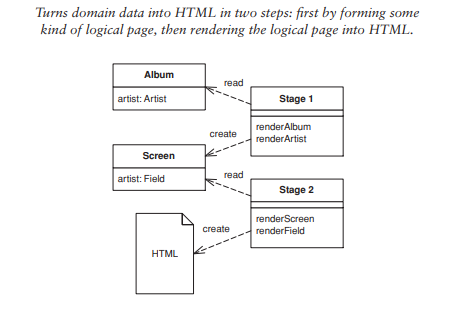 Turns domain data into HTML in two steps: first by forming some
kind of logical page, then rendering the logical page into HTML.
Album
artist: Artist
read
Stage 1
renderAlbum
renderArtist
create
Screen
artist: Field
read
Stage 2
renderScreen
renderField
create
HTML